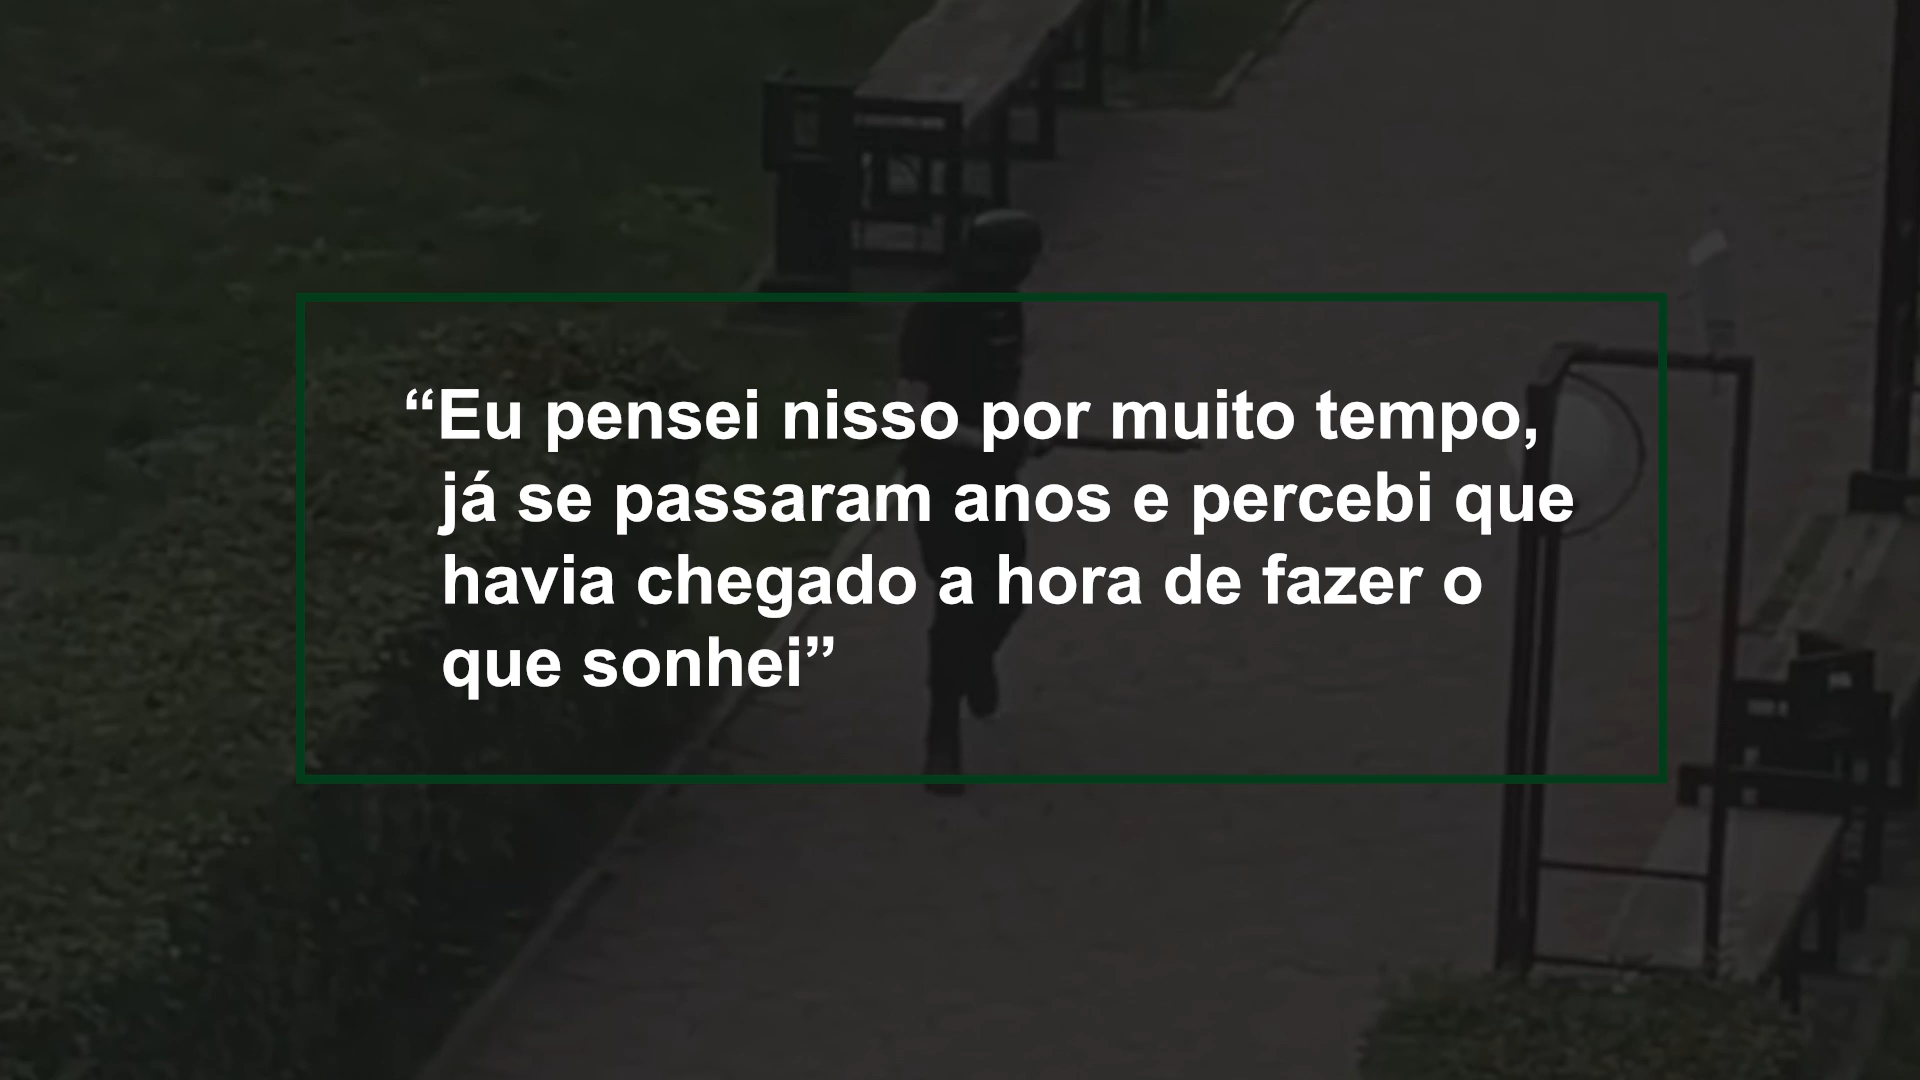 “Eu pensei nisso por muito tempo,
já se passaram anos e percebi que
havia chegado a hora de fazer o
que sonhei”